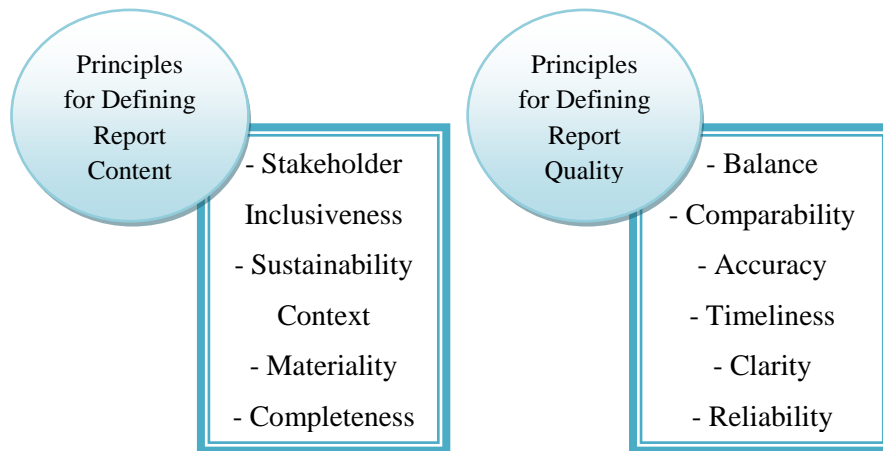 Principles
for Defining
Report
Content
- Stakeholder
Inclusiveness
- Sustainability
Context
- Materiality
- Completeness
Principles
for Defining
Report
Quality
- Balance
- Comparability
- Accuracy
- Timeliness
- Clarity
- Reliability